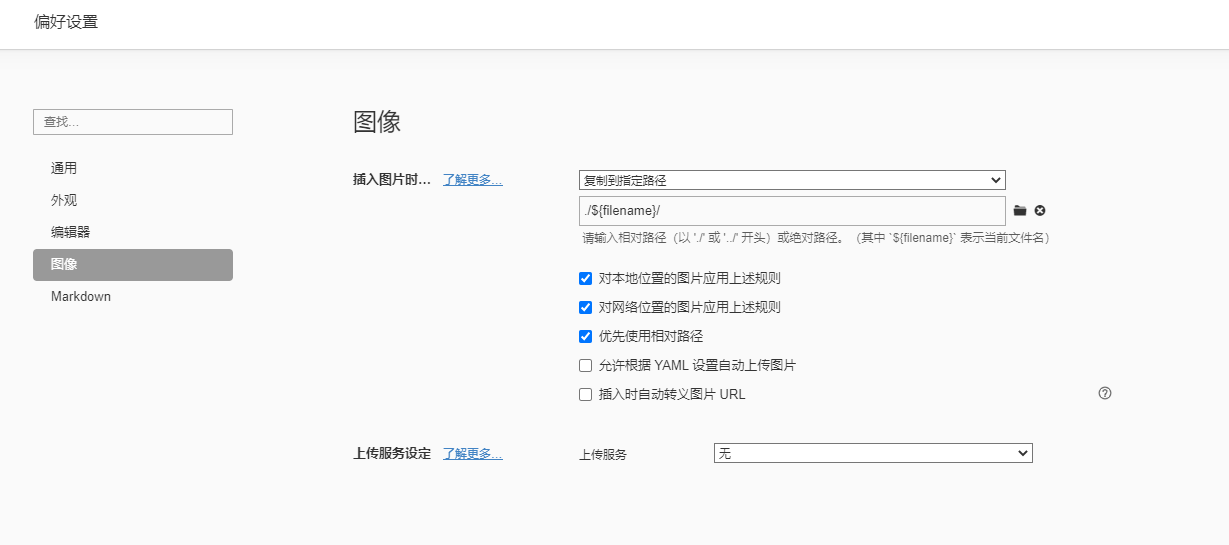 偏好设置
查找...
通用
外观
编辑器
图像
Markdown
图像
插入图片时... 了解更多... 复制到指定路径
./${filename}/
请输入相对路径（以 './' 或 '../' 开头）或绝对路径。（其中 `${filename}` 表示当前文件名）
对本地位置的图片应用上述规则
对网络位置的图片应用上述规则
优先使用相对路径
允许根据 YAML 设置自动上传图片
插入时自动转义图片 URL
上传服务设定 了解更多... 上传服务 无